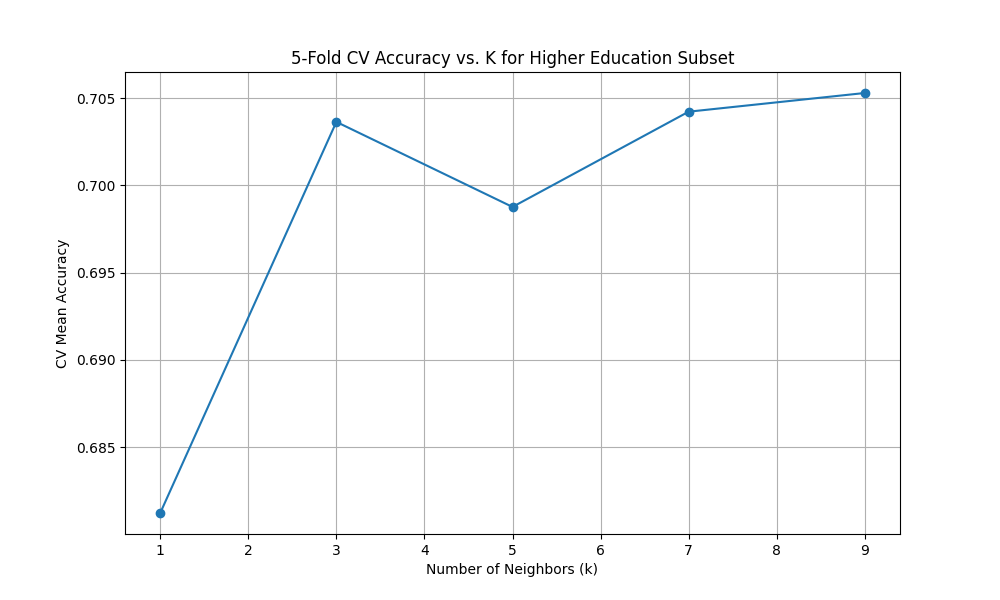 5-Fold CV Accuracy vs. K for Higher Education Subset
CV Mean Accuracy
0.705
0.700
0.695
0.690
0.685
1 2 3 4 5 6 7 8 9
Number of Neighbors (k)